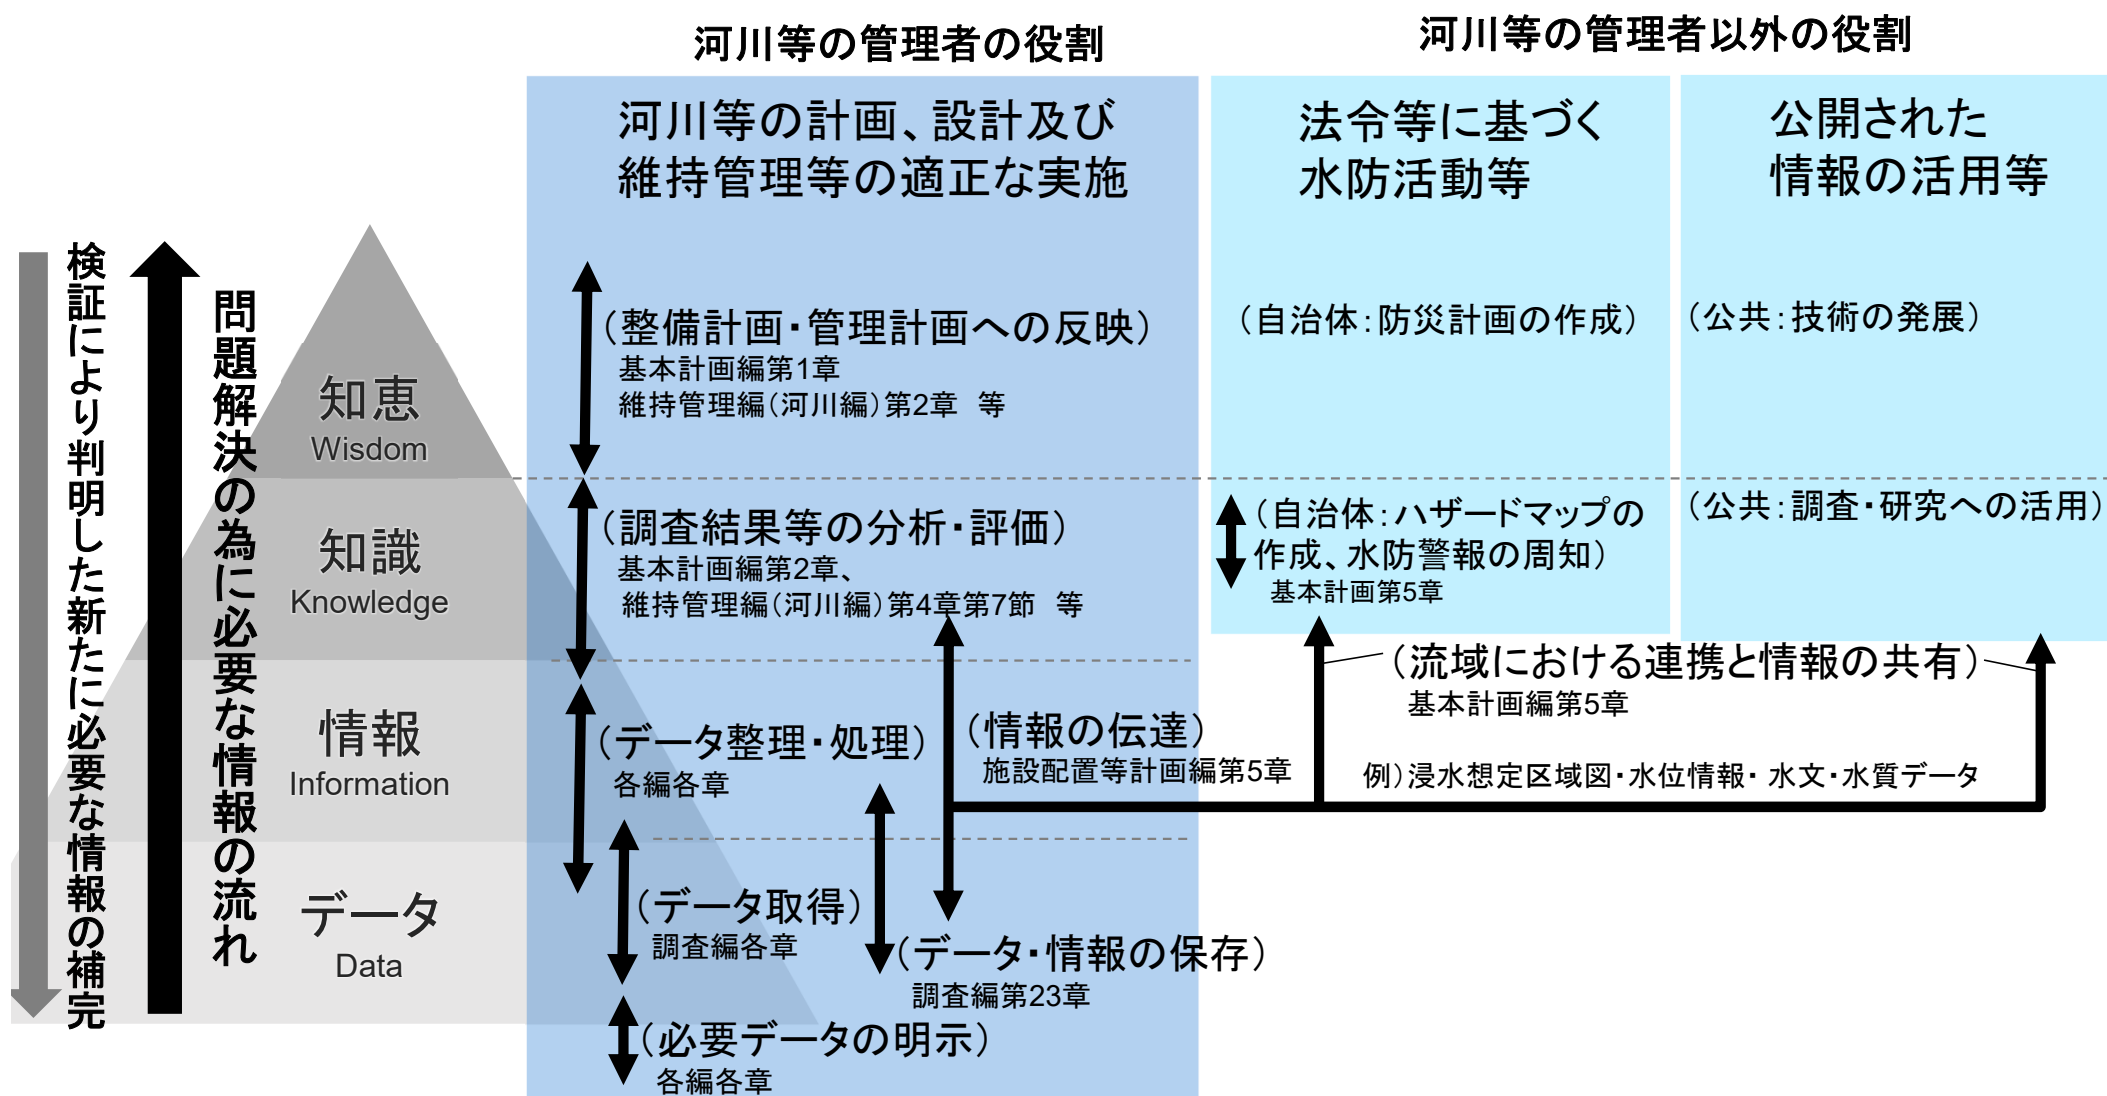 河川等の管理者の役割
河川等の管理者以外の役割
河川等の計画、設計及び
維持管理等の適正な実施
法令等に基づく
水防活動等
公開された
情報の活用等
検証により判明した新たに必要な情報の補完
問題解決の為に必要な情報の流れ
知恵
Wisdom
知識
Knowledge
情報
Information
データ
Data
（整備計画・管理計画への反映）
基本計画編第1章
維持管理編（河川編）第2章　等
（自治体：防災計画の作成）
（公共：技術の発展）
（調査結果等の分析・評価）
基本計画編第2章、
維持管理編（河川編）第4章第7節　等
（自治体：ハザードマップの
作成、水防警報の周知）
基本計画第5章
（公共：調査・研究への活用）
（流域における連携と情報の共有）
基本計画編第5章
（データ整理・処理）
各編各章
（情報の伝達）
施設配置等計画編第5章
例）浸水想定区域図・水位情報・ 水文・水質データ
（データ取得）
調査編各章
（データ・情報の保存）
調査編第23章
（必要データの明示）
各編各章